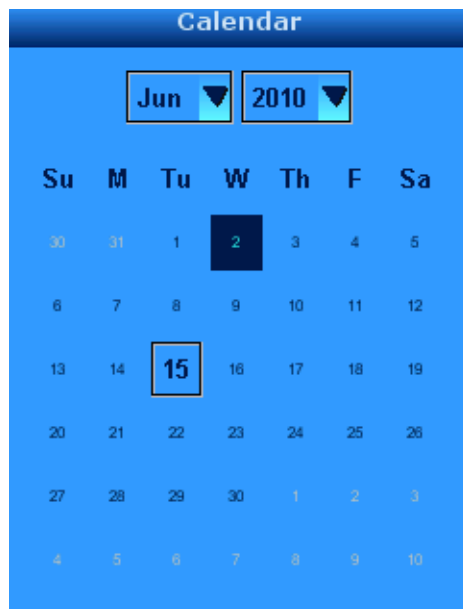 Calendar
Jun 2010
Su M Tu W Th F Sa
30 31 1 2 3 4 5
6 7 8 9 10 11 12
13 14 15 16 17 18 19
20 21 22 23 24 25 26
27 28 29 30 1 2 3
4 5 6 7 8 9 10